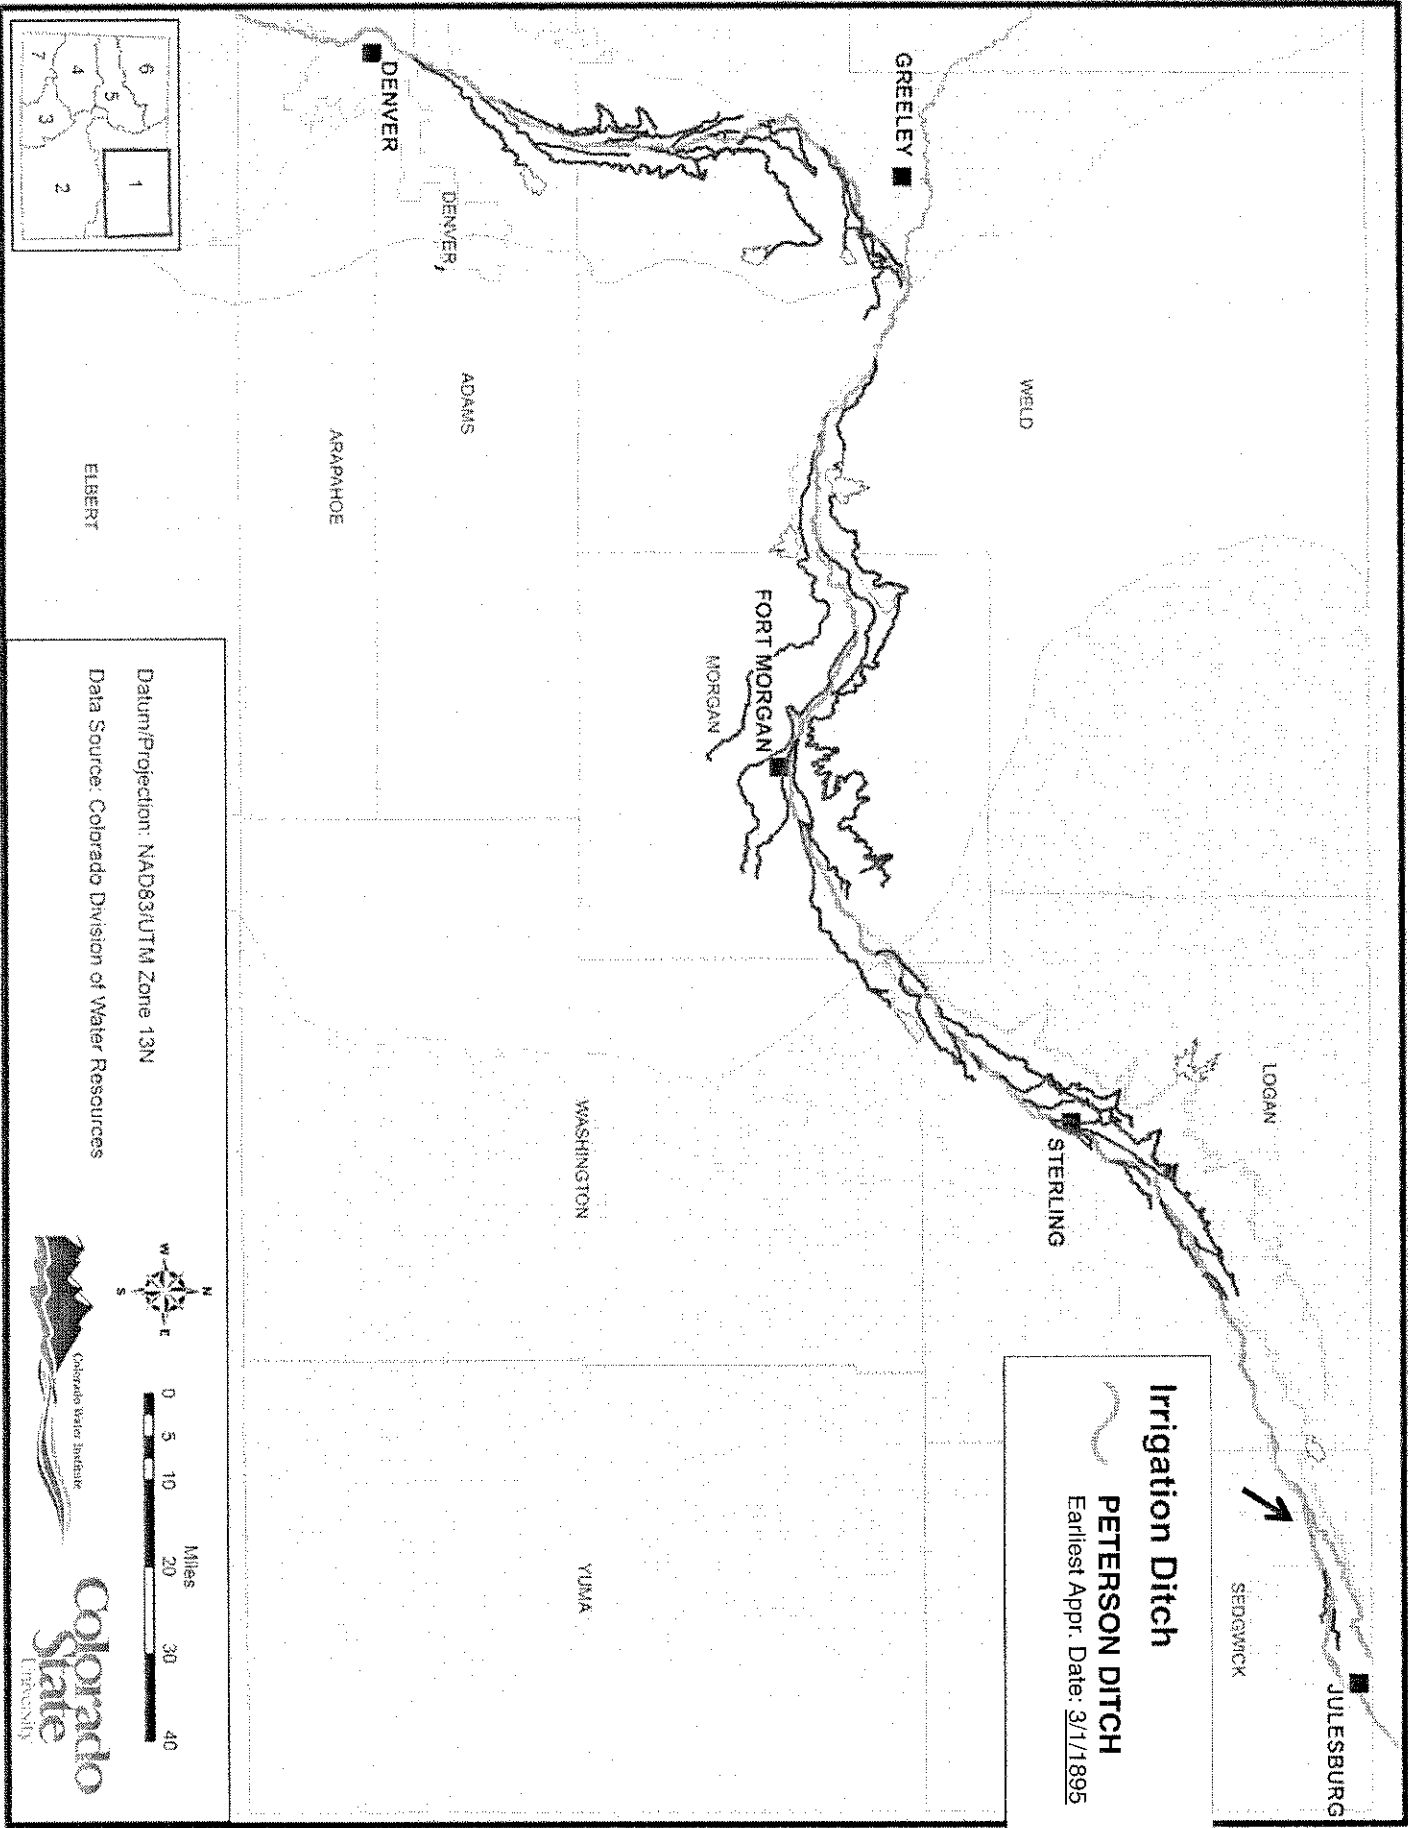 Irrigation Ditch
PETERSON DITCH
Earliest Appr. Date: 3/1/1895
JULESBURG
SEDGWICK
LOGAN
STERLING
WELD
GREELEY
FORT MORGAN
MORGAN
WASHINGTON
YUMA
ADAMS
DENVER,
DENVER
ARAPAHOE
ELBERT
6
4
7
5
3
1
2
Datum/Projection: NAD83/UTM Zone 13N
Data Source: Colorado Division of Water Resources
N
W
E
S
Miles
0 5 10 20 30 40
Colorado Water Institute
Colorado
State
University